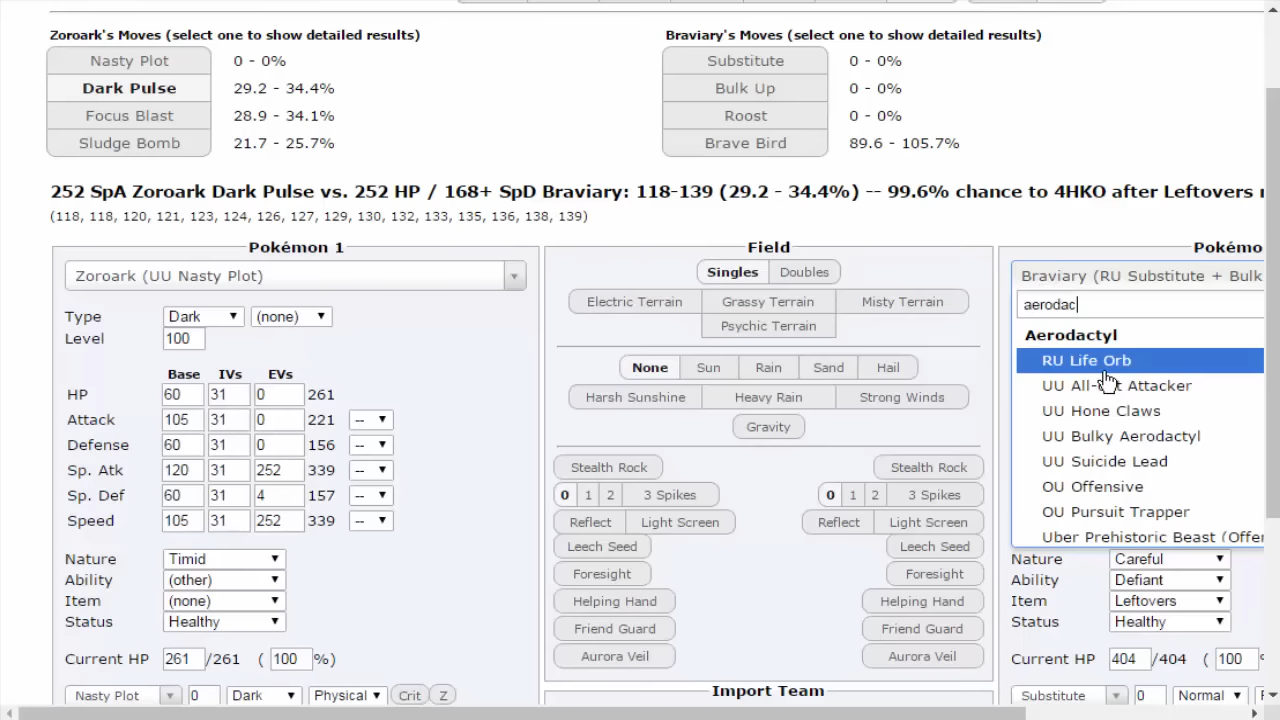 Zoroark's Moves (select one to show detailed results) Braviary's Moves (select one to show detailed results)
Nasty Plot 0 - 0% Substitute 0 - 0%
Dark Pulse 29.2 - 34.4% Bulk Up 0 - 0%
Focus Blast 28.9 - 34.1% Roost 0 - 0%
Sludge Bomb 21.7 - 25.7% Brave Bird 89.6 - 105.7%
252 SpA Zoroark Dark Pulse vs. 252 HP / 168+ SpD Braviary: 118-139 (29.2 - 34.4%) -- 99.6% chance to 4HKO after Leftovers
(118, 118, 120, 121, 123, 124, 126, 127, 129, 130, 132, 133, 135, 136, 138, 139)
Pokémon 1
Zoroark (UU Nasty Plot)
Type Dark (none)
Level 100
Base IVs EVs
HP 60 31 0 261
Attack 105 31 0 221 --
Defense 60 31 0 156 --
Sp. Atk 120 31 252 339 --
Sp. Def 60 31 4 157 --
Speed 105 31 252 339 --
Nature Timid
Ability (other)
Item (none)
Status Healthy
Current HP 261 /261 ( 100 %)
Nasty Plot 0 Dark Physical Crit Z
Field
Singles Doubles
Electric Terrain Grassy Terrain Misty Terrain
Psychic Terrain
None Sun Rain Sand Hail
Harsh Sunshine Heavy Rain Strong Winds
Gravity
Stealth Rock Stealth Rock
0 1 2 3 Spikes 0 1 2 3 Spikes
Reflect Light Screen Reflect Light Screen
Leech Seed Leech Seed
Foresight Foresight
Helping Hand Helping Hand
Friend Guard Friend Guard
Aurora Veil Aurora Veil
Import Team
Pokémo
Braviary (RU Substitute + Bulk
aerodac
Aerodactyl
RU Life Orb
UU All- Attacker
UU Hone Claws
UU Bulky Aerodactyl
UU Suicide Lead
OU Offensive
OU Pursuit Trapper
Uber Prehistoric Beast (Offe
Nature Careful
Ability Defiant
Item Leftovers
Status Healthy
Current HP 404 /404 ( 100
Substitute 0 Normal